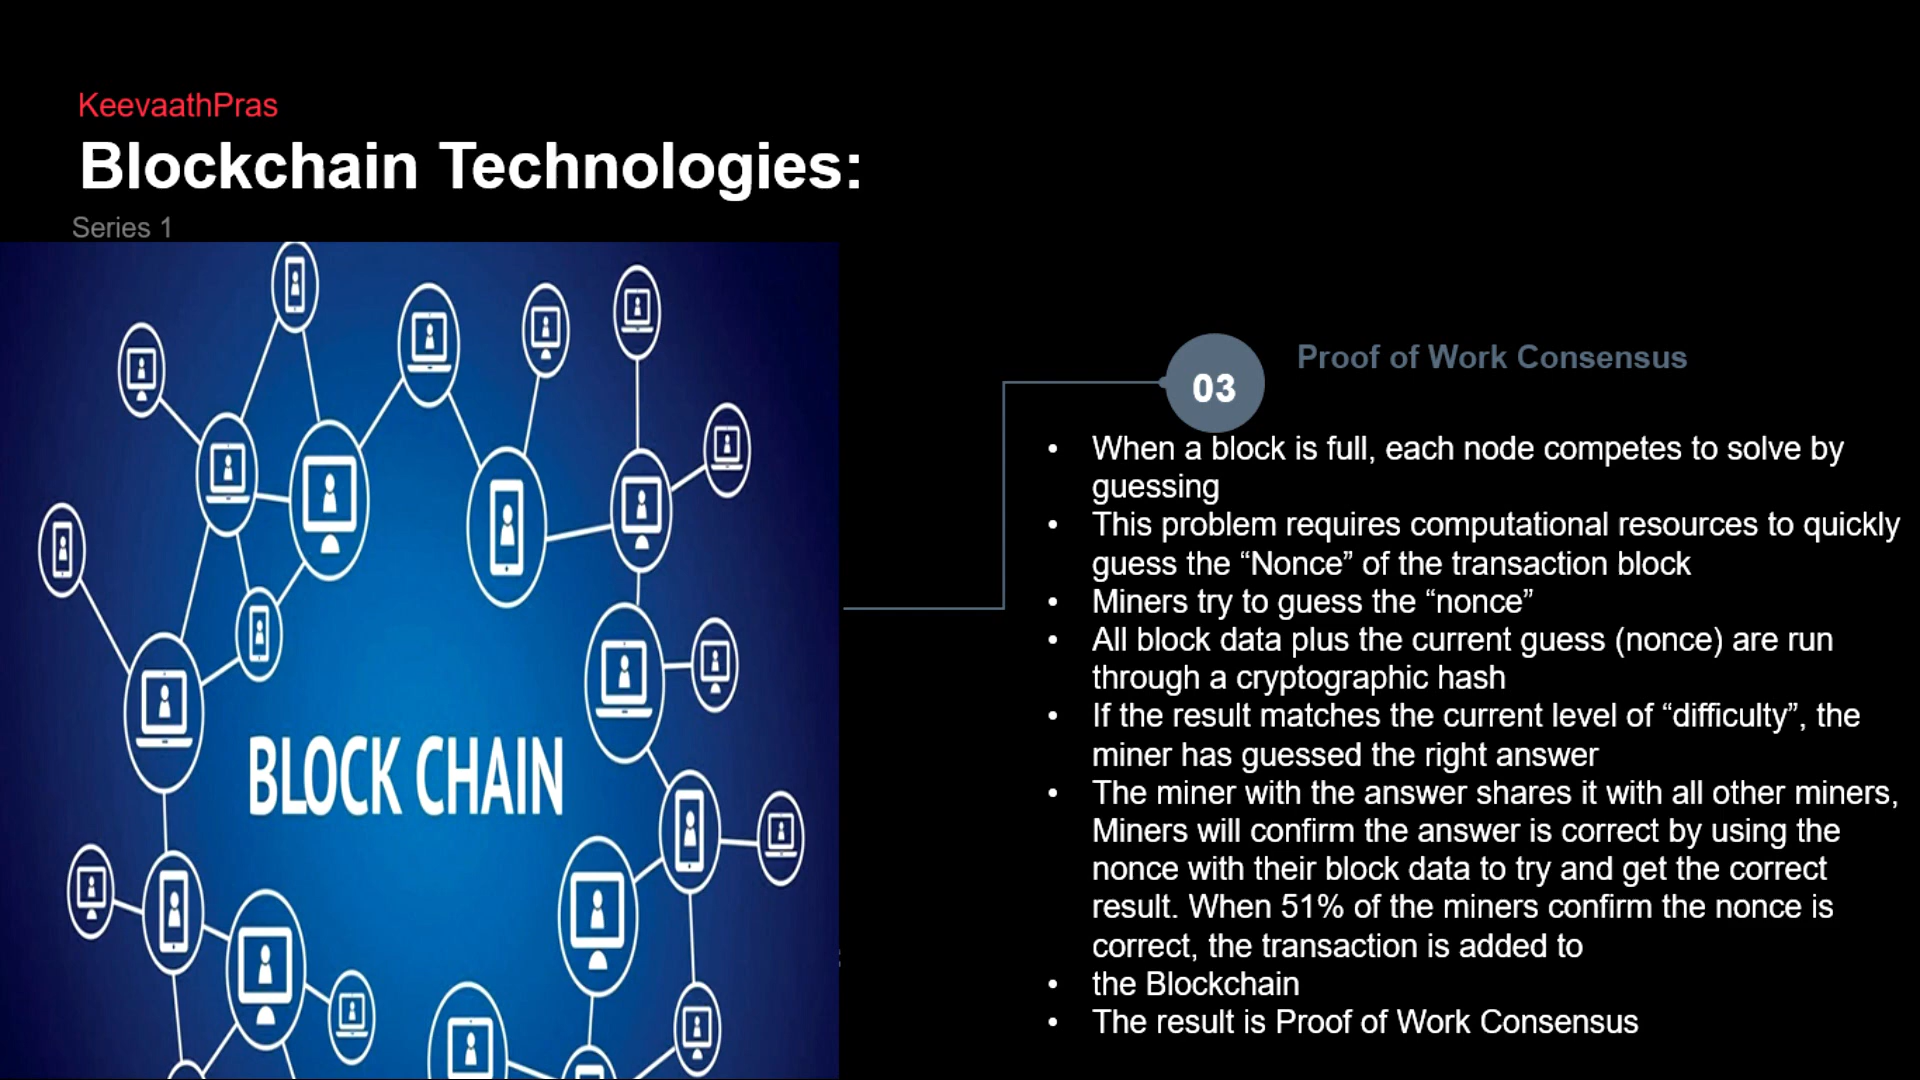 KeevaathPras
Blockchain Technologies:
Series 1
BLOCK CHAIN
03
Proof of Work Consensus
• When a block is full, each node competes to solve by
guessing
• This problem requires computational resources to quickly
guess the “Nonce” of the transaction block
• Miners try to guess the “nonce”
• All block data plus the current guess (nonce) are run
through a cryptographic hash
• If the result matches the current level of “difficulty”, the
miner has guessed the right answer
• The miner with the answer shares it with all other miners,
Miners will confirm the answer is correct by using the
nonce with their block data to try and get the correct
result. When 51% of the miners confirm the nonce is
correct, the transaction is added to
• the Blockchain
• The result is Proof of Work Consensus